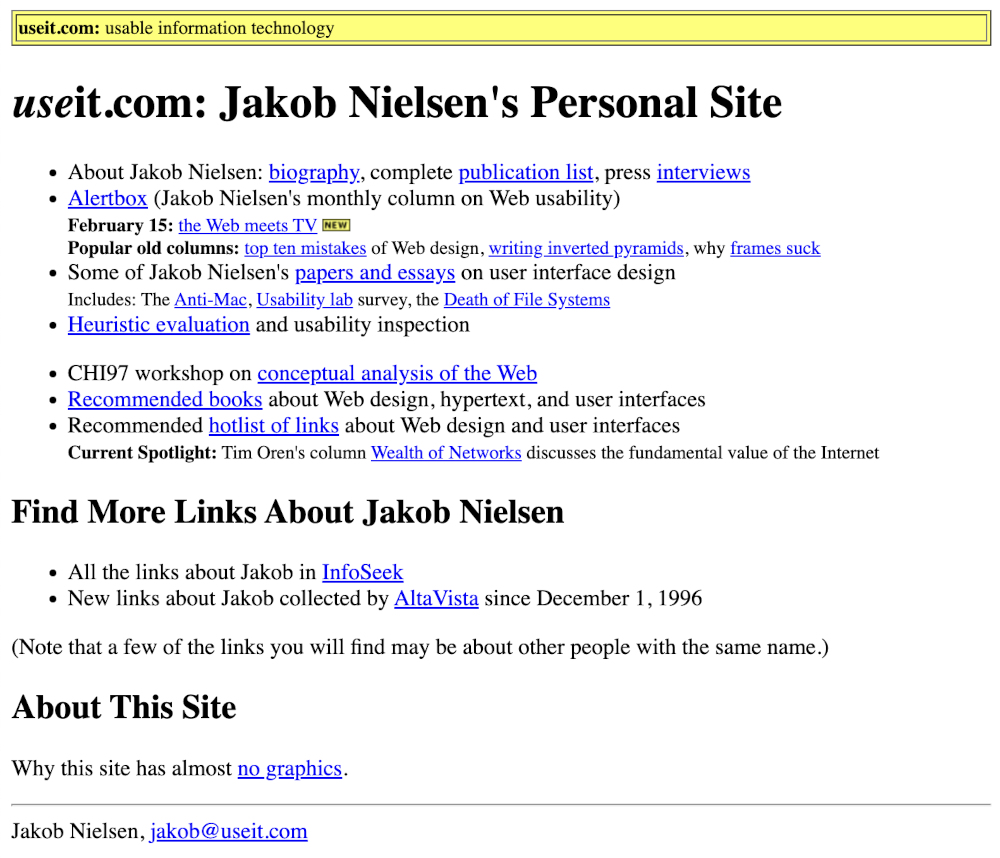 useit.com: usable information technology
useit.com: Jakob Nielsen's Personal Site
• About Jakob Nielsen: biography, complete publication list, press interviews
• Alertbox (Jakob Nielsen's monthly column on Web usability)
February 15: the Web meets TV NEW
Popular old columns: top ten mistakes of Web design, writing inverted pyramids, why frames suck
• Some of Jakob Nielsen's papers and essays on user interface design
Includes: The Anti-Mac, Usability lab survey, the Death of File Systems
• Heuristic evaluation and usability inspection
• CHI97 workshop on conceptual analysis of the Web
• Recommended books about Web design, hypertext, and user interfaces
• Recommended hotlist of links about Web design and user interfaces
Current Spotlight: Tim Oren's column Wealth of Networks discusses the fundamental value of the Internet
Find More Links About Jakob Nielsen
• All the links about Jakob in InfoSeek
• New links about Jakob collected by AltaVista since December 1, 1996
(Note that a few of the links you will find may be about other people with the same name.)
About This Site
Why this site has almost no graphics.
Jakob Nielsen, jakob@useit.com